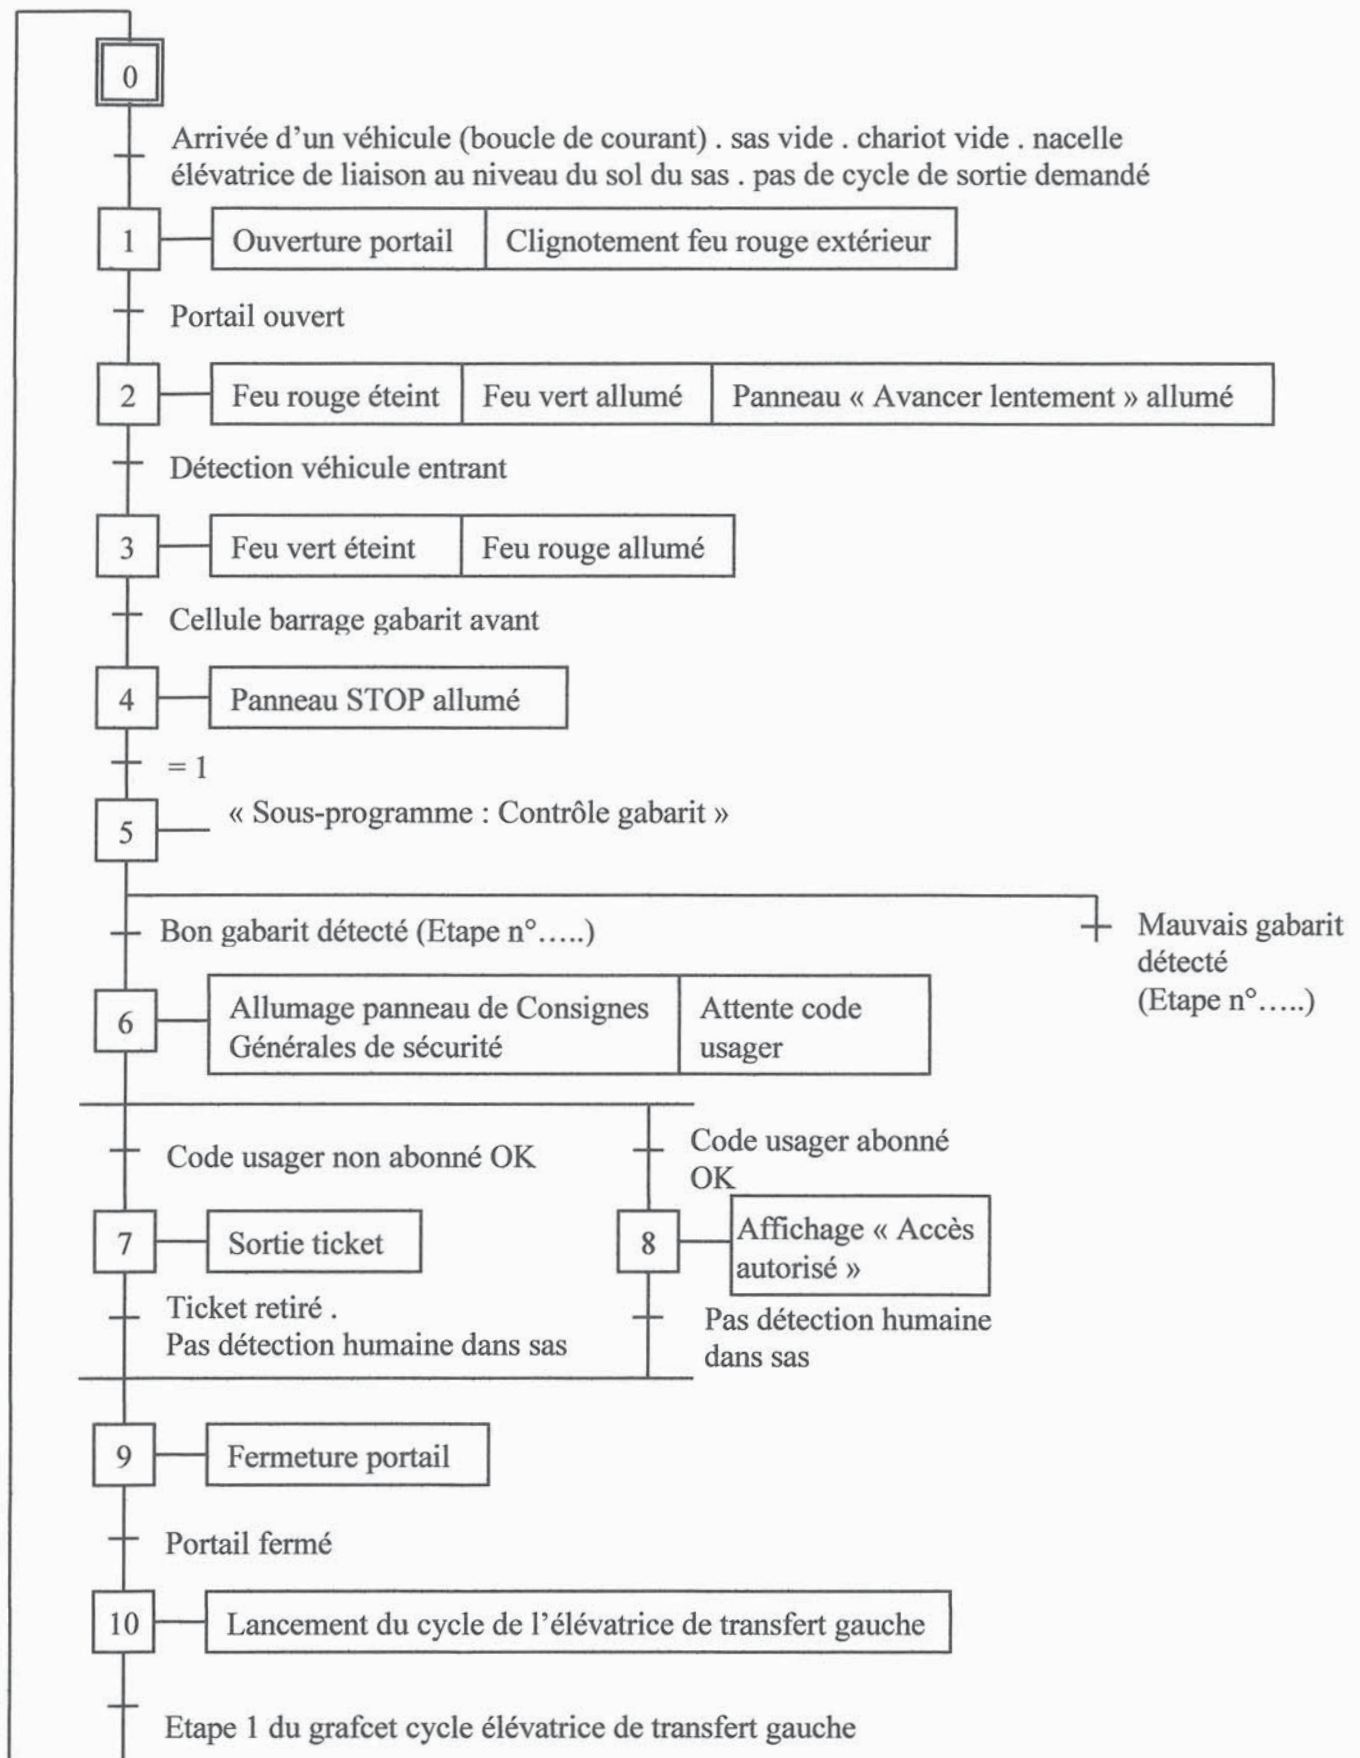 0
Arrivée d’un véhicule (boucle de courant) . sas vide . chariot vide . nacelle
élévatrice de liaison au niveau du sol du sas . pas de cycle de sortie demandé
1
Ouverture portail
Clignotement feu rouge extérieur
Portail ouvert
2
Feu rouge éteint
Feu vert allumé
Panneau « Avancer lentement » allumé
Détection véhicule entrant
3
Feu vert éteint
Feu rouge allumé
Cellule barrage gabarit avant
4
Panneau STOP allumé
= 1
5
« Sous-programme : Contrôle gabarit »
Bon gabarit détecté (Etape n°…..)
Mauvais gabarit
détecté
(Etape n°…..)
6
Allumage panneau de Consignes
Générales de sécurité
Attente code
usager
Code usager non abonné OK
Code usager abonné
OK
7
Sortie ticket
8
Affichage « Accès
autorisé »
Ticket retiré .
Pas détection humaine dans sas
Pas détection humaine
dans sas
9
Fermeture portail
Portail fermé
10
Lancement du cycle de l’élévatrice de transfert gauche
Etape 1 du grafcet cycle élévatrice de transfert gauche